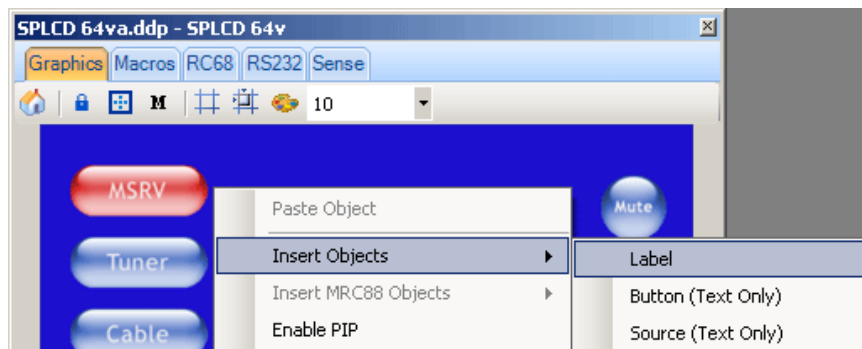 SPLCD 64va.ddp - SPLCD 64v
Graphics Macros RC68 RS232 Sense
M 10
MSRV
Paste Object
Mute
Tuner
Insert Objects
Label
Insert MRC88 Objects
Button (Text Only)
Cable
Enable PIP
Source (Text Only)